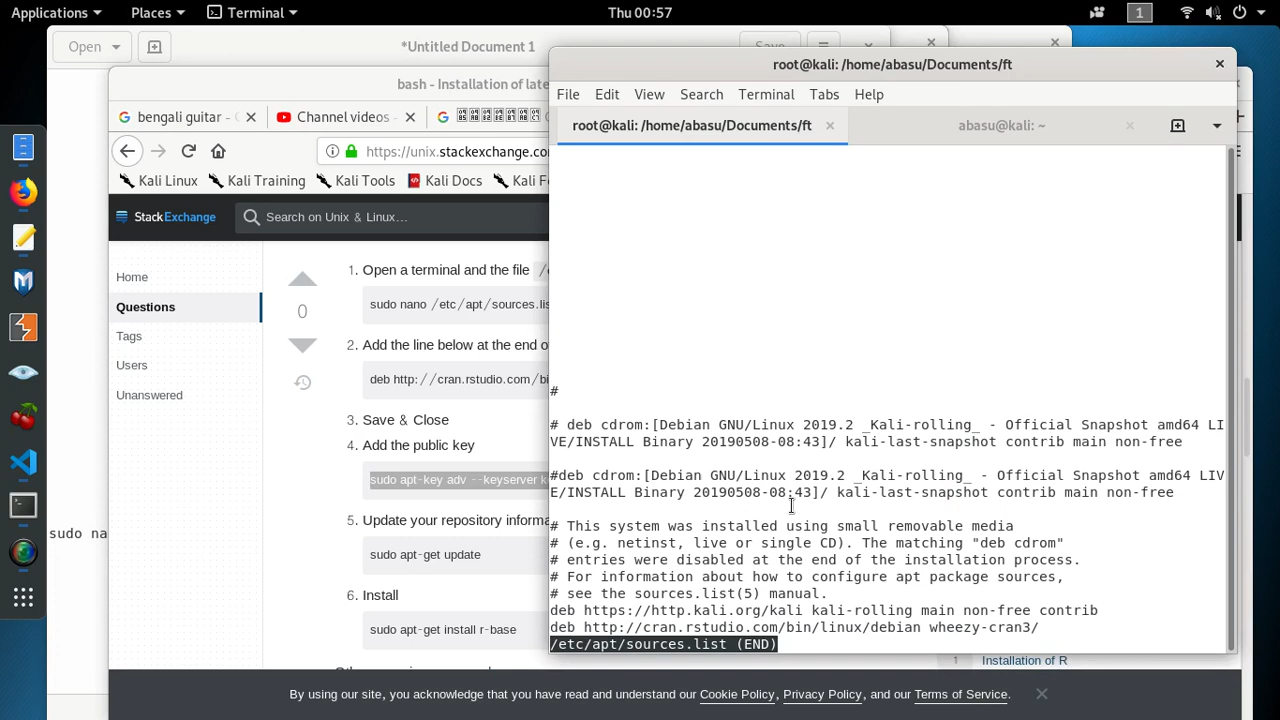 Applications
Places
Terminal
Thu 00:57
1
Open
*Untitled Document 1
Save
bash - Installation of late
bengali guitar -
Channel videos -
https://unix.stackexchange.co
Kali Linux
Kali Training
Kali Tools
Kali Docs
Kali F
StackExchange
Search on Unix & Linux…
Home
Questions
Tags
Users
Unanswered
0
1. Open a terminal and the file /e
sudo nano /etc/apt/sources.lis
2. Add the line below at the end o
deb http://cran.rstudio.com/bi
3. Save & Close
4. Add the public key
sudo apt-key adv --keyserver k
5. Update your repository informa
sudo apt-get update
6. Install
sudo apt-get install r-base
sudo na
root@kali: /home/abasu/Documents/ft
File Edit View Search Terminal Tabs Help
root@kali: /home/abasu/Documents/ft
abasu@kali: ~
#
# deb cdrom:[Debian GNU/Linux 2019.2 _Kali-rolling_ - Official Snapshot amd64 LI
VE/INSTALL Binary 20190508-08:43]/ kali-last-snapshot contrib main non-free
#deb cdrom:[Debian GNU/Linux 2019.2 _Kali-rolling_ - Official Snapshot amd64 LIV
E/INSTALL Binary 20190508-08:43]/ kali-last-snapshot contrib main non-free
# This system was installed using small removable media
# (e.g. netinst, live or single CD). The matching "deb cdrom"
# entries were disabled at the end of the installation process.
# For information about how to configure apt package sources,
# see the sources.list(5) manual.
deb https://http.kali.org/kali kali-rolling main non-free contrib
deb http://cran.rstudio.com/bin/linux/debian wheezy-cran3/
/etc/apt/sources.list (END)
1 Installation of R
By using our site, you acknowledge that you have read and understand our Cookie Policy, Privacy Policy, and our Terms of Service.